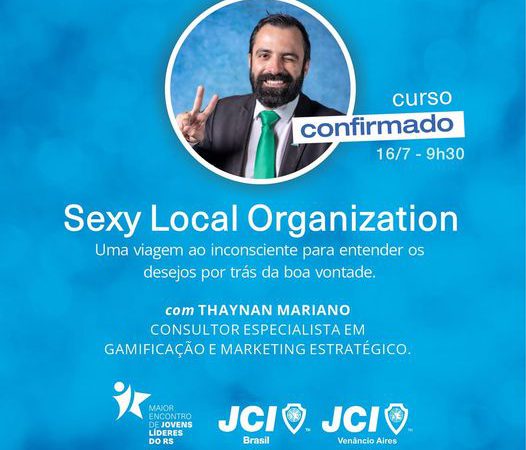 curso
confirmado
16/7 - 9h30
Sexy Local Organization
Uma viagem ao inconsciente para entender os
desejos por trás da boa vontade.
com THAYNAN MARIANO
CONSULTOR ESPECIALISTA EM
GAMIFICAÇÃO E MARKETING ESTRATÉGICO.
MAIOR
ENCONTRO
DE JOVENS
LÍDERES
DO RS
JCI
Brasil
JCI
Venâncio Aires